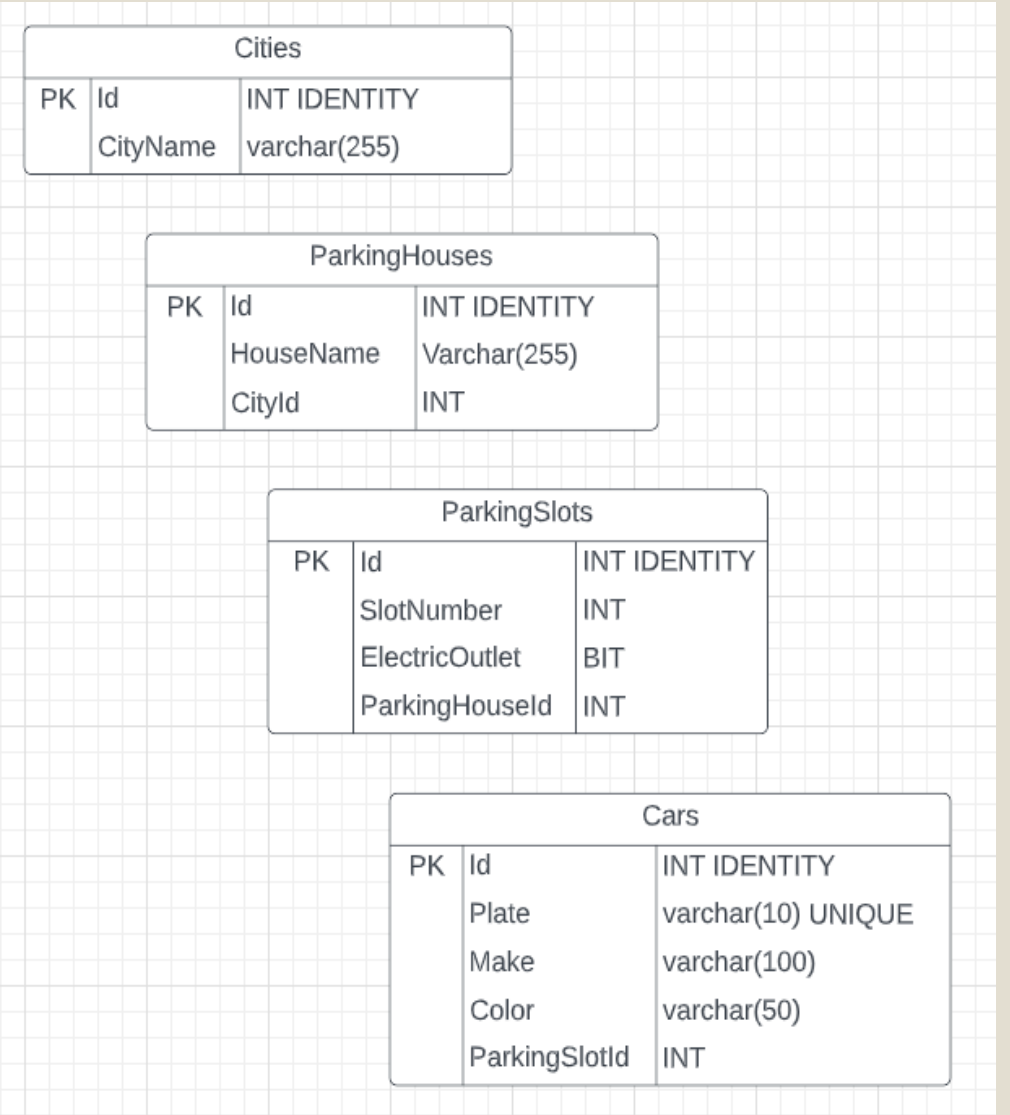 Cities
PK Id INT IDENTITY
CityName varchar(255)
ParkingHouses
PK Id INT IDENTITY
HouseName Varchar(255)
CityId INT
ParkingSlots
PK Id INT IDENTITY
SlotNumber INT
ElectricOutlet BIT
ParkingHouseId INT
Cars
PK Id INT IDENTITY
Plate varchar(10) UNIQUE
Make varchar(100)
Color varchar(50)
ParkingSlotId INT